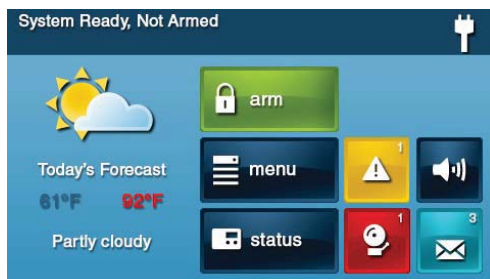 System Ready, Not Armed
arm
Today's Forecast
menu
1
61°F 92°F
Partly cloudy
status
1
3